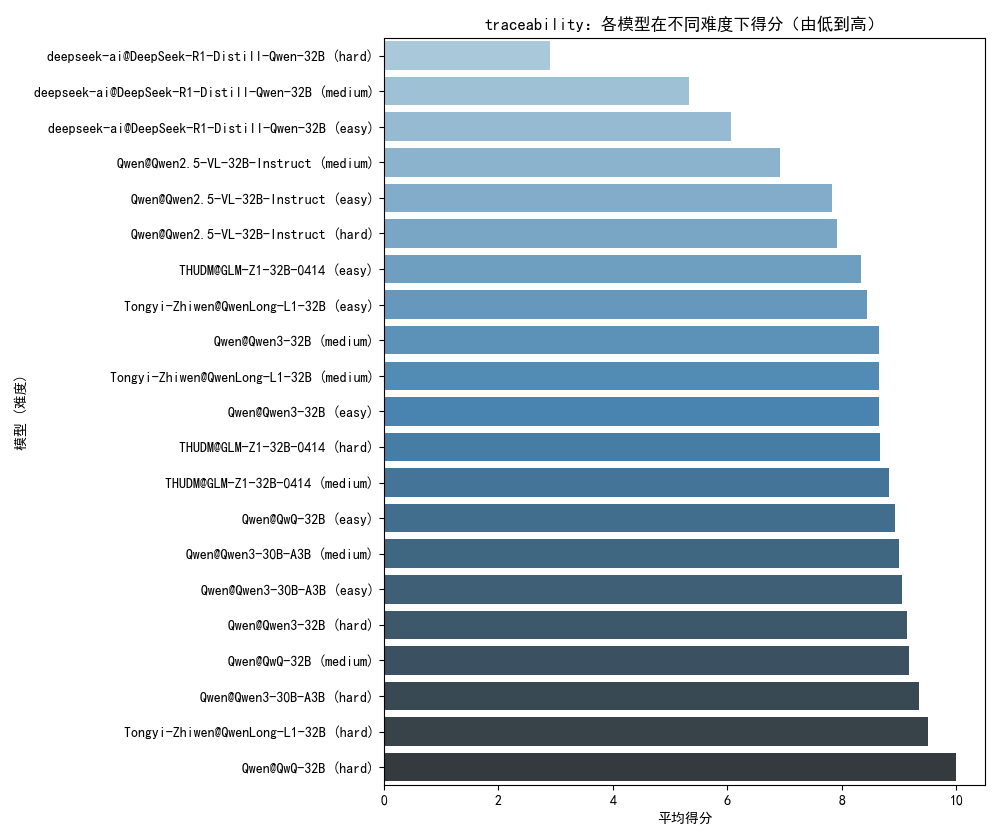 traceability: 各模型在不同难度下得分（由低到高）
deepseek-ai@DeepSeek-R1-Distill-Qwen-32B (hard)
deepseek-ai@DeepSeek-R1-Distill-Qwen-32B (medium)
deepseek-ai@DeepSeek-R1-Distill-Qwen-32B (easy)
Qwen@Qwen2.5-VL-32B-Instruct (medium)
Qwen@Qwen2.5-VL-32B-Instruct (easy)
Qwen@Qwen2.5-VL-32B-Instruct (hard)
THUDM@GLM-Z1-32B-0414 (easy)
Tongyi-Zhiwen@QwenLong-L1-32B (easy)
Qwen@Qwen3-32B (medium)
Tongyi-Zhiwen@QwenLong-L1-32B (medium)
Qwen@Qwen3-32B (easy)
THUDM@GLM-Z1-32B-0414 (hard)
THUDM@GLM-Z1-32B-0414 (medium)
Qwen@QwQ-32B (easy)
Qwen@Qwen3-30B-A3B (medium)
Qwen@Qwen3-30B-A3B (easy)
Qwen@Qwen3-32B (hard)
Qwen@QwQ-32B (medium)
Qwen@Qwen3-30B-A3B (hard)
Tongyi-Zhiwen@QwenLong-L1-32B (hard)
Qwen@QwQ-32B (hard)
模型 (难度)
0 2 4 6 8 10
平均得分